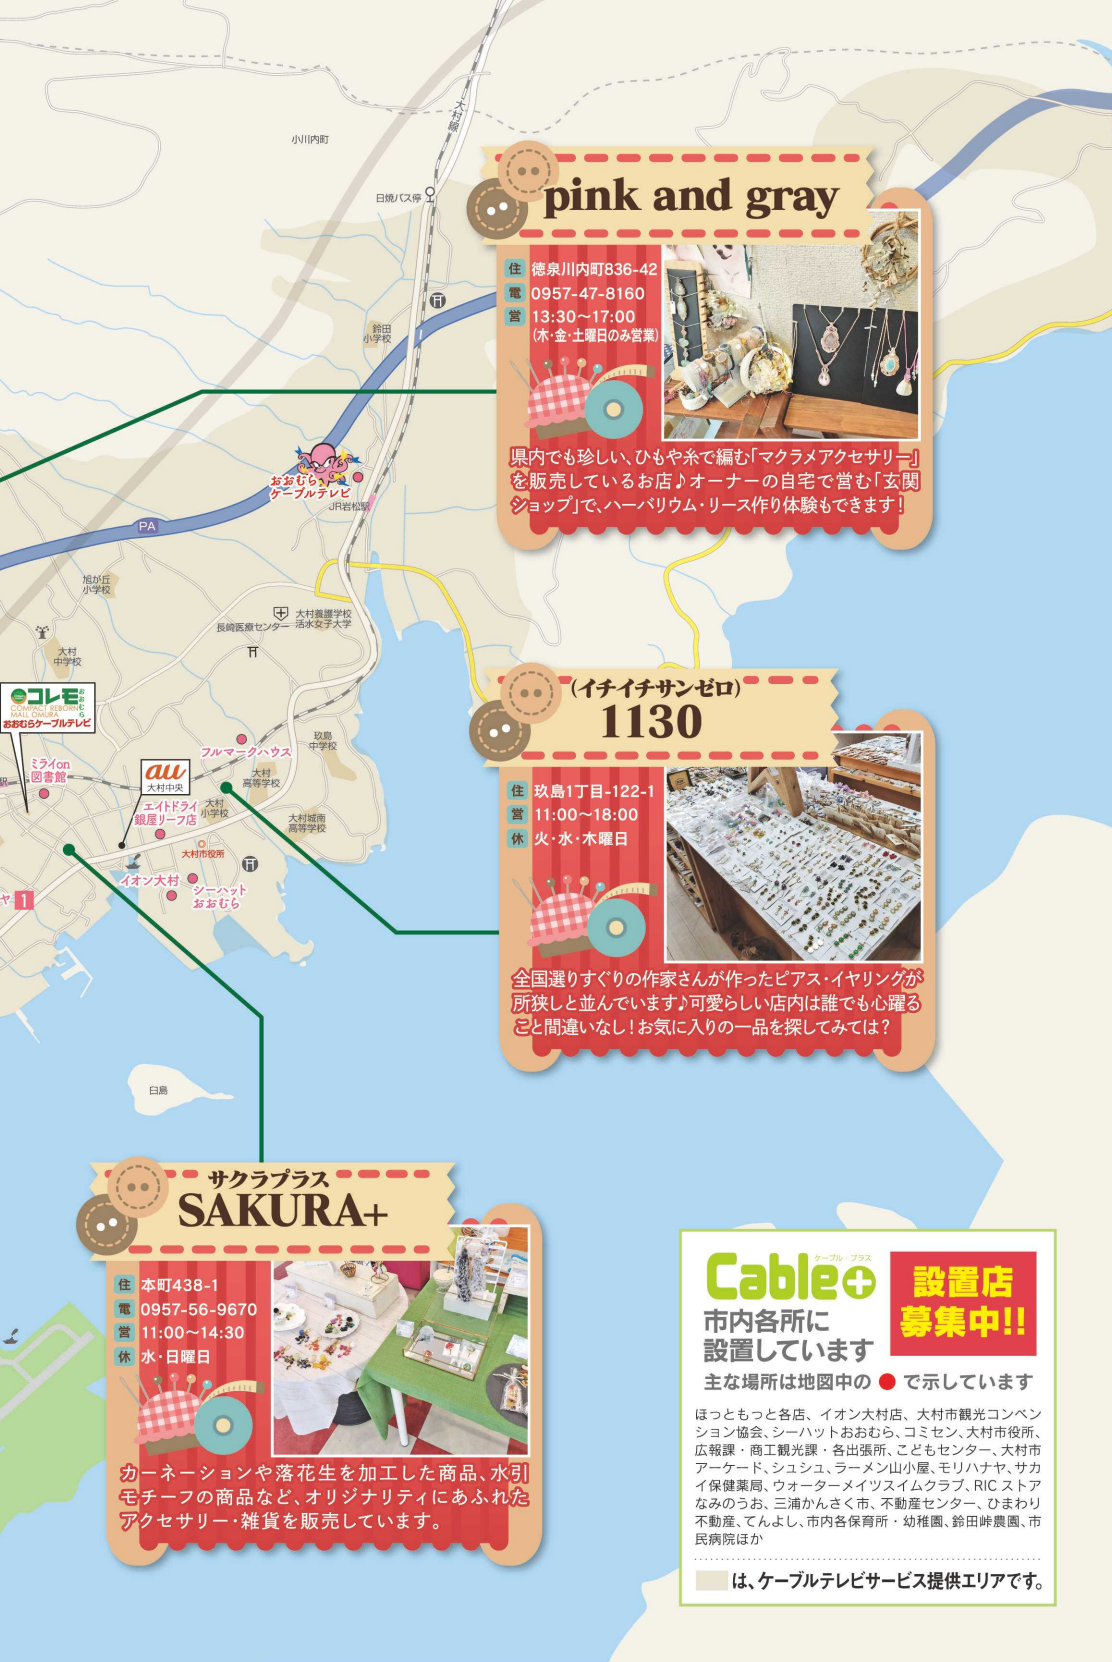 大村線
小川内町
日焼バス停
鈴田
小学校
おおむら
ケーブルテレビ
JR岩松駅
PA
旭が丘
小学校
大村養護学校
活水女子大学
長崎医療センター
大村
中学校
コレモ
おおむら
COMPACT REBORN
MALL OMURA
おおむらケーブルテレビ
ミライon
図書館
駅
au
大村中央
フルマークハウス
玖島
中学校
大村
高等学校
エイトドライ
銀屋リーフ店
大村
小学校
大村城南
高等学校
大村市役所
イオン大村
シーハット
おおむら
ヤ 1
臼島
pink and gray
住 徳泉川内町836-42
電 0957-47-8160
営 13:30～17:00
(木・金・土曜日のみ営業)
県内でも珍しい、ひもや糸で編む「マクラメアクセサリー」
を販売しているお店♪オーナーの自宅で営む「玄関
ショップ」で、ハーバリウム・リース作り体験もできます！
(イチイチサンゼロ)
1130
住 玖島1丁目-122-1
営 11:00～18:00
休 火・水・木曜日
全国選りすぐりの作家さんが作ったピアス・イヤリングが
所狭しと並んでいます♪可愛らしい店内は誰でも心躍る
こと間違いなし！お気に入りの一品を探してみては？
サクラプラス
SAKURA+
住 本町438-1
電 0957-56-9670
営 11:00～14:30
休 水・日曜日
カーネーションや落花生を加工した商品、水引
モチーフの商品など、オリジナリティにあふれた
アクセサリー・雑貨を販売しています。
ケーブル・プラス
Cable+
市内各所に
設置しています
設置店
募集中!!
主な場所は地図中の ● で示しています
ほっともっと各店、イオン大村店、大村市観光コンベン
ション協会、シーハットおおむら、コミセン、大村市役所、
広報課・商工観光課・各出張所、こどもセンター、大村市
アーケード、シュシュ、ラーメン山小屋、モリハナヤ、サカ
イ保健薬局、ウォーターメイツスイムクラブ、RICストア
なみのうお、三浦かんさく市、不動産センター、ひまわり
不動産、てんよし、市内各保育所・幼稚園、鈴田峠農園、市
民病院ほか
は、ケーブルテレビサービス提供エリアです。